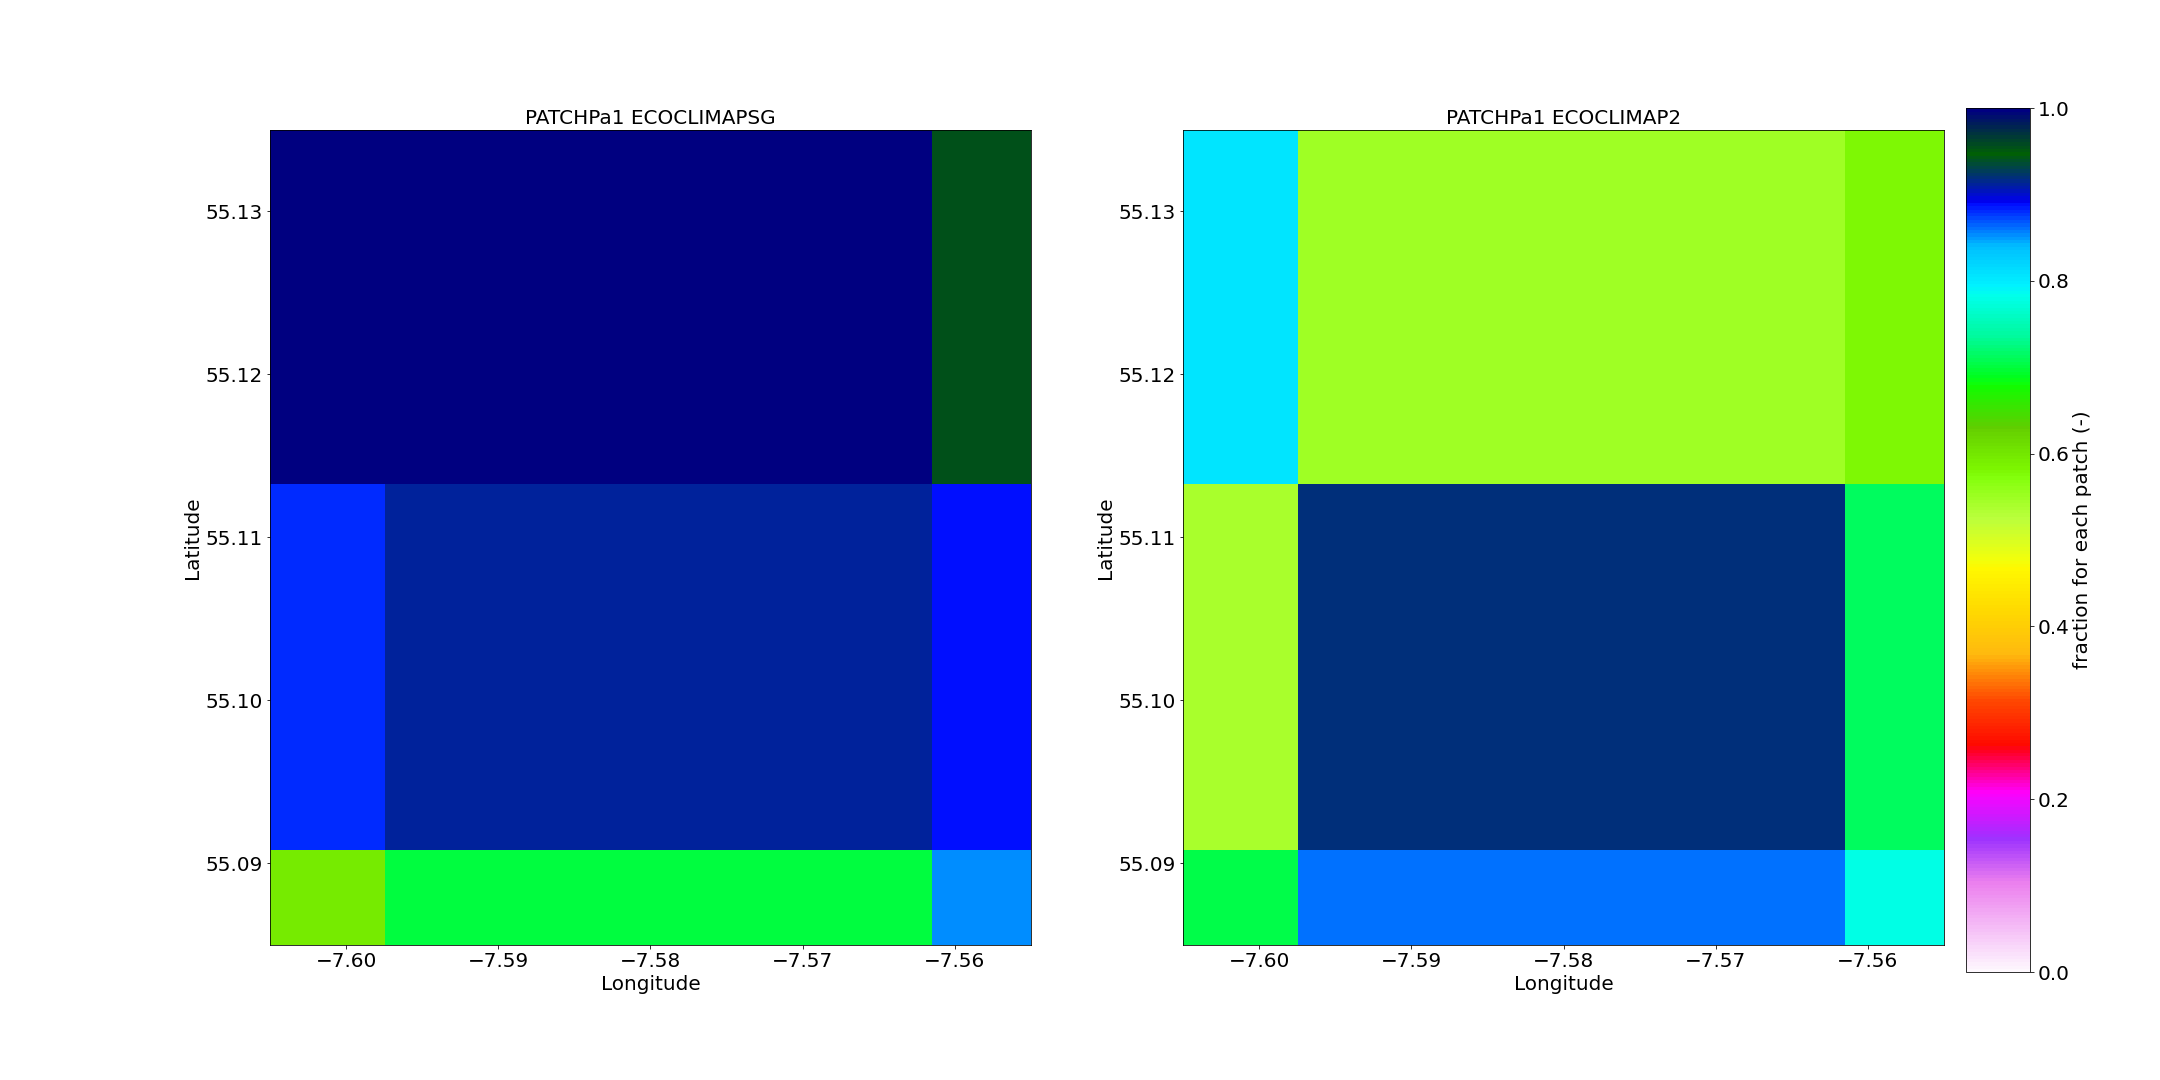 PATCHPa1 ECOCLIMAPSG
55.13
55.12
55.11
55.10
55.09
Latitude
−7.60 −7.59 −7.58 −7.57 −7.56
Longitude
PATCHPa1 ECOCLIMAP2
55.13
55.12
55.11
55.10
55.09
Latitude
−7.60 −7.59 −7.58 −7.57 −7.56
Longitude
1.0
0.8
0.6
0.4
0.2
0.0
fraction for each patch (-)